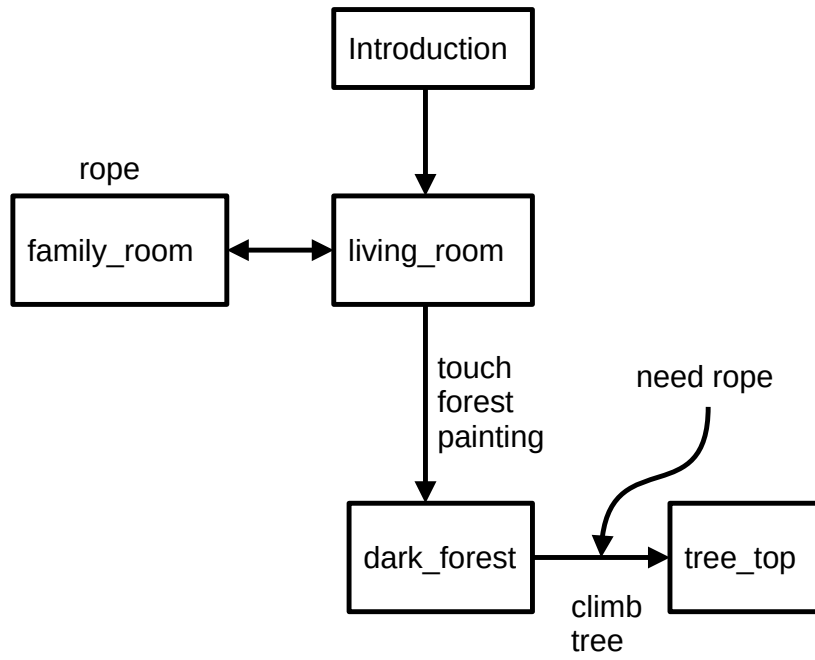 Introduction
rope
family_room
living_room
touch
forest
painting
need rope
dark_forest
tree_top
climb
tree